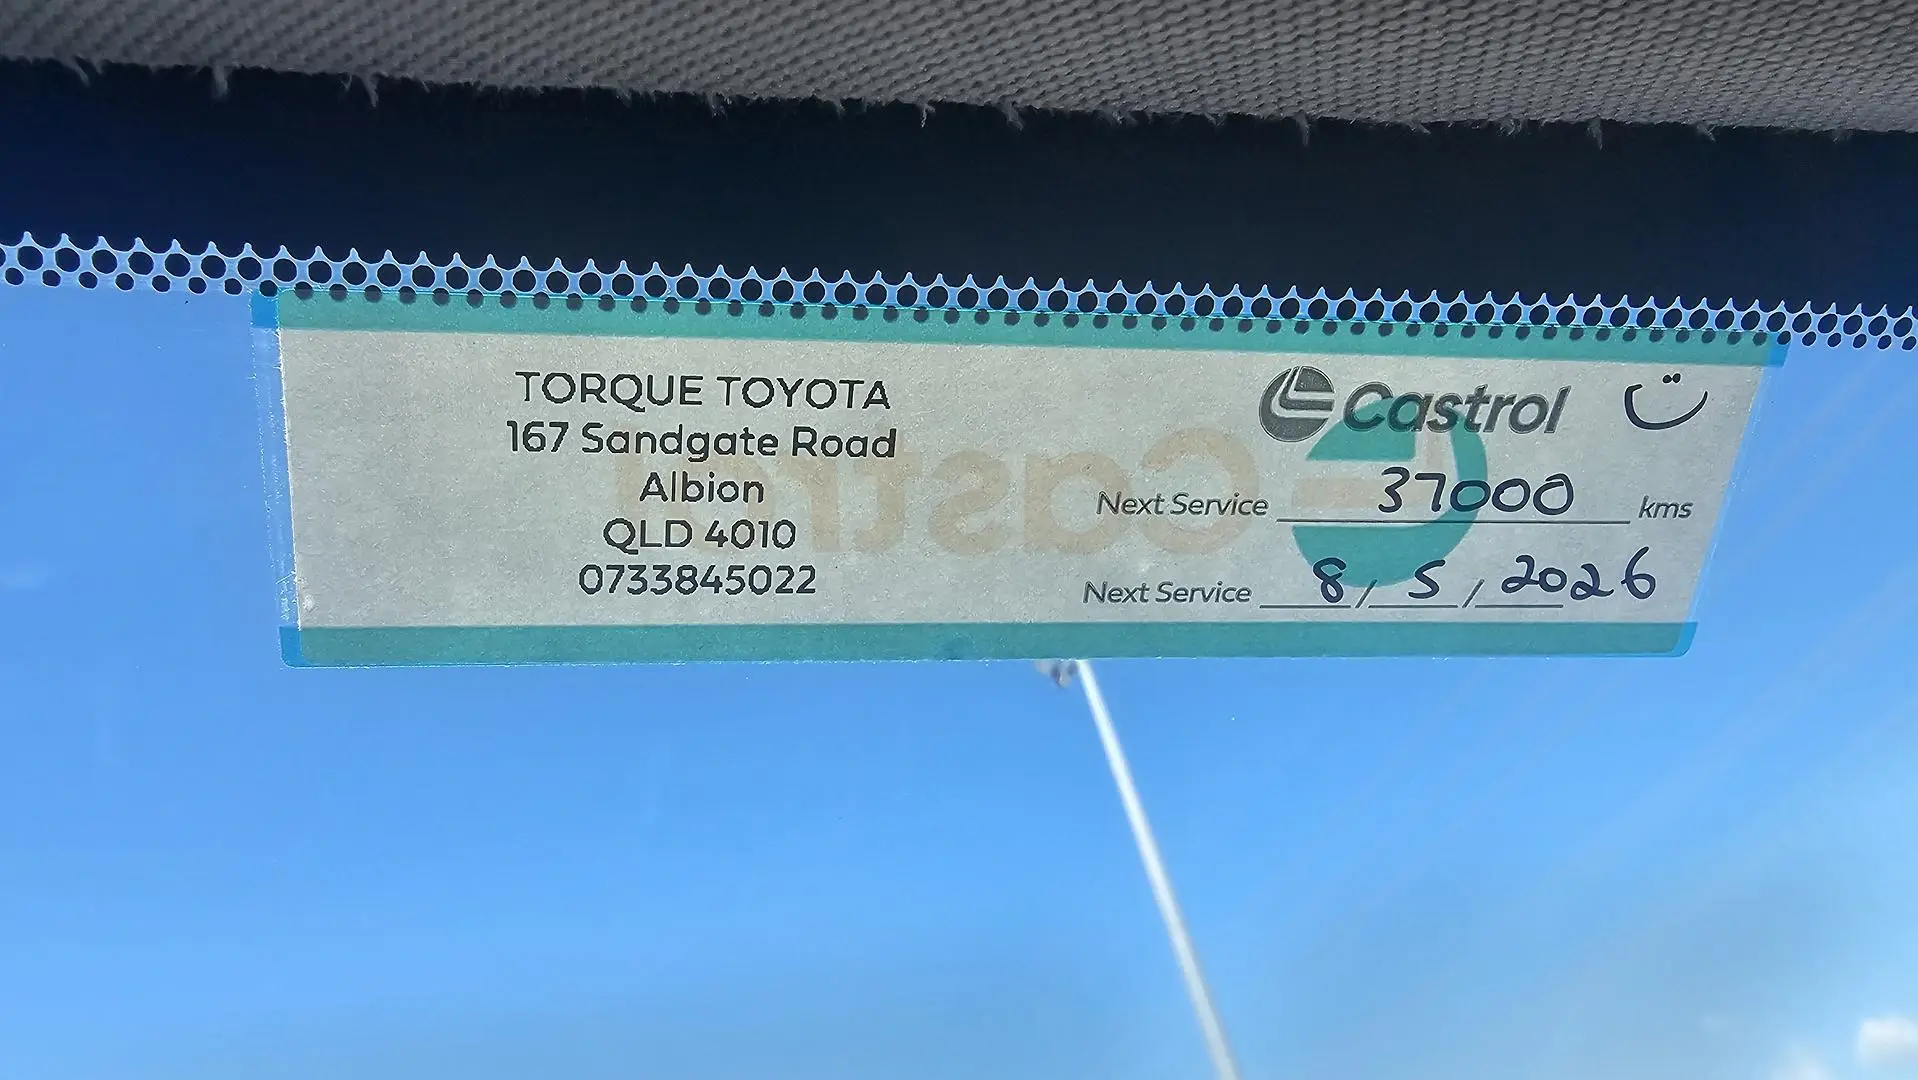 TORQUE TOYOTA
167 Sandgate Road
Albion
QLD 4010
0733845022
Castrol
Next Service 37000 kms
Next Service 8/5/2026
Castrol